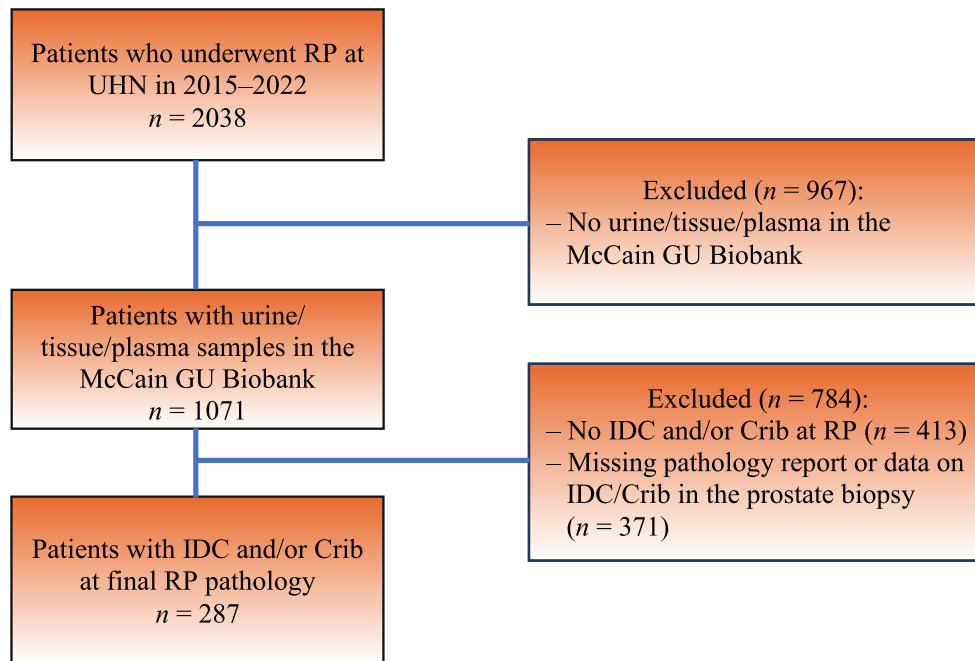 Patients who underwent RP at
UHN in 2015–2022
n = 2038
Excluded (n = 967):
– No urine/tissue/plasma in the
McCain GU Biobank
Patients with urine/
tissue/plasma samples in the
McCain GU Biobank
n = 1071
Excluded (n = 784):
– No IDC and/or Crib at RP (n = 413)
– Missing pathology report or data on
IDC/Crib in the prostate biopsy
(n = 371)
Patients with IDC and/or Crib
at final RP pathology
n = 287